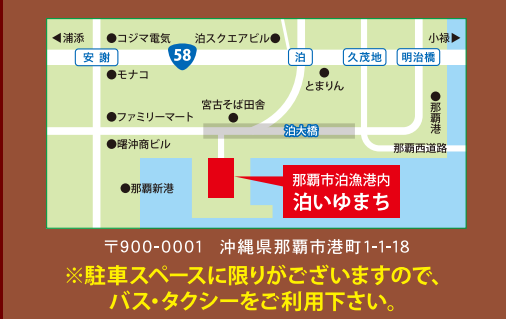 ◀浦添
●コジマ電気
泊スクエアビル●
小禄▶
安謝
58
泊
久茂地
明治橋
●モナコ
●とまりん
●那覇港
宮古そば田舎●
●ファミリーマート
泊大橋
●曙沖商ビル
那覇西道路
●那覇新港
那覇市泊漁港内
泊いゆまち
〒900-0001 沖縄県那覇市港町1-1-18
※駐車スペースに限りがございますので、
バス・タクシーをご利用下さい。